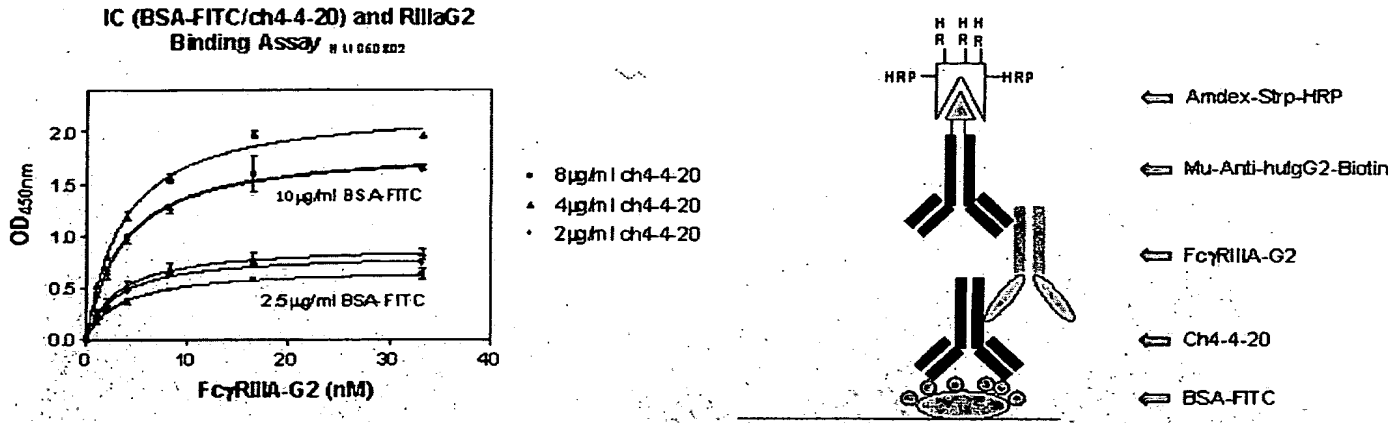 IC (BSA-FITC/ch4-4-20) and RIIIaG2
Binding Assay
OD450nm
2.0
1.5
1.0
0.5
0.0
10µg/ml BSA-FITC
2.5µg/ml BSA-FITC
0
10
20
30
40
FcγRIIIA-G2 (nM)
8µg/ml ch4-4-20
4µg/ml ch4-4-20
2µg/ml ch4-4-20
H H H
R R R
HRP
HRP
Amdex-Strp-HRP
Mu-Anti-huIgG2-Biotin
FcγRIIIA-G2
Ch4-4-20
BSA-FITC